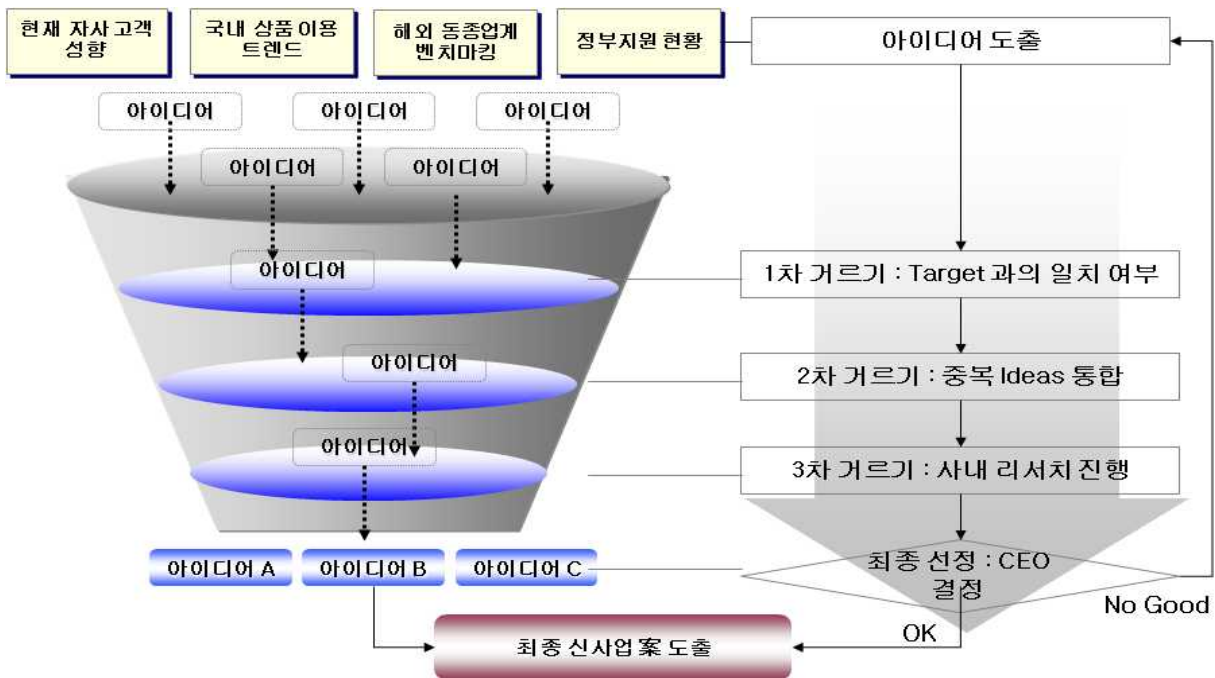 현재 자사 고객
성향
국내 상품 이용
트렌드
해외 동종업계
벤치마킹
정부지원 현황
아이디어 도출
아이디어
아이디어
아이디어
아이디어
아이디어
아이디어
1차 거르기 : Target 과의 일치 여부
아이디어
2차 거르기 : 중복 Ideas 통합
아이디어
3차 거르기 : 사내 리서치 진행
아이디어 A
아이디어 B
아이디어 C
최종 선정 : CEO
결정
No Good
OK
최종 신사업 案 도출